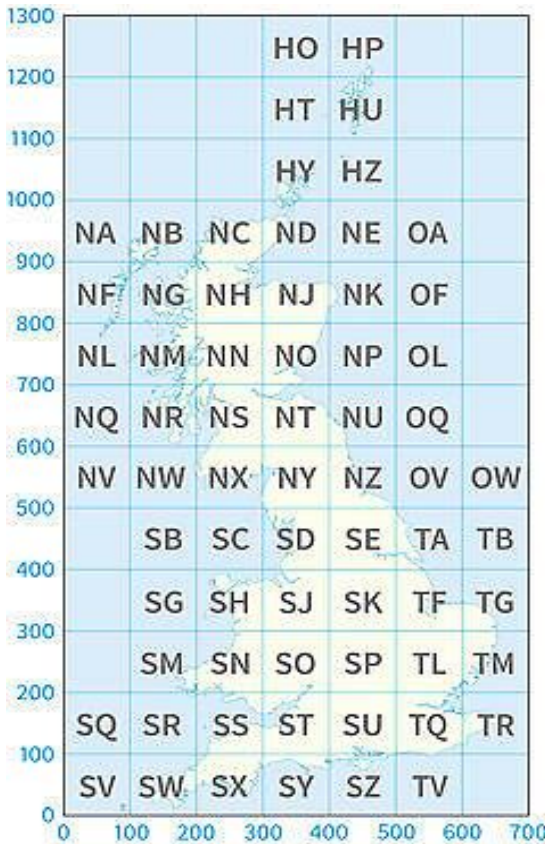 1300
HO HP
1200
HT HU
1100
HY HZ
1000
NA NB NC ND NE OA
900
NF NG NH NJ NK OF
800
NL NM NN NO NP OL
700
NQ NR NS NT NU OQ
600
NV NW NX NY NZ OV OW
500
SB SC SD SE TA TB
400
SG SH SJ SK TF TG
300
SM SN SO SP TL TM
200
SQ SR SS ST SU TQ TR
100
SV SW SX SY SZ TV
0
0 100 200 300 400 500 600 700